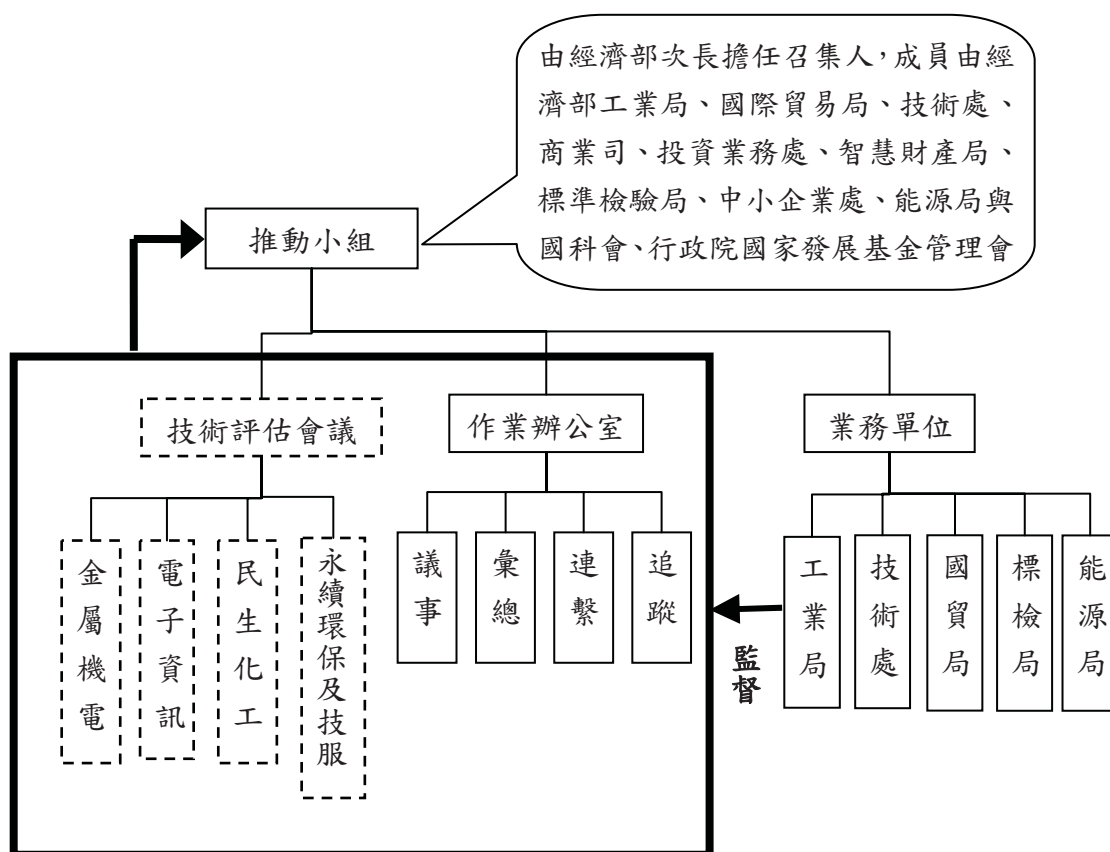 由經濟部次長擔任召集人，成員由經
濟部工業局、國際貿易局、技術處、
商業司、投資業務處、智慧財產局、
標準檢驗局、中小企業處、能源局與
國科會、行政院國家發展基金管理會
推動小組
技術評估會議
作業辦公室
業務單位
金屬機電
電子資訊
民生化工
永續環保及技服
議事
彙總
連繫
追蹤
監督
工業局
技術處
國貿局
標檢局
能源局